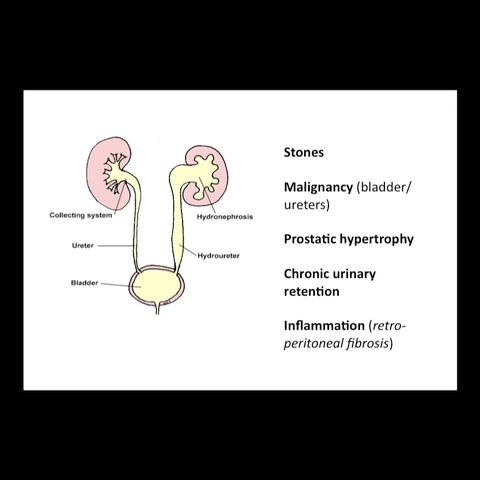 Collecting system
Ureter
Bladder
Hydronephrosis
Hydroureter
Stones
Malignancy (bladder/
ureters)
Prostatic hypertrophy
Chronic urinary
retention
Inflammation (retro-
peritoneal fibrosis)